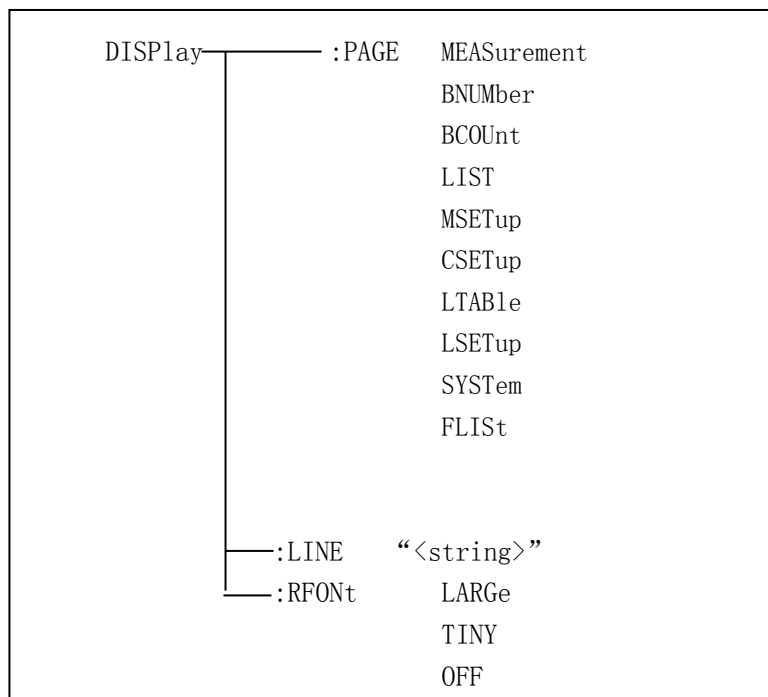 DISPlay :PAGE MEASurement
BNUMber
BCOUnt
LIST
MSETup
CSETup
LTABle
LSETup
SYSTem
FLISt
:LINE “<string>”
:RFONt LARGe
TINY
OFF